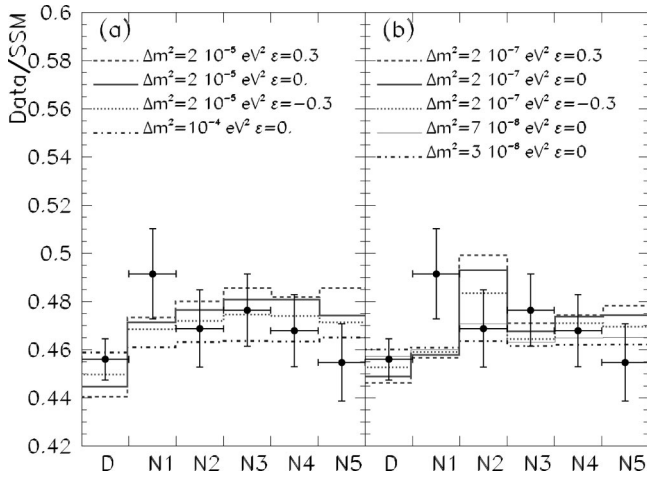 0.6
0.58
0.56
0.54
0.52
0.5
0.48
0.46
0.44
0.42
Data/SSM
(a)
Δm²=2 10⁻⁵ eV² ε=0.3
Δm²=2 10⁻⁵ eV² ε=0.
Δm²=2 10⁻⁵ eV² ε=−0.3
Δm²=10⁻⁴ eV² ε=0.
(b)
Δm²=2 10⁻⁷ eV² ε=0.3
Δm²=2 10⁻⁷ eV² ε=0
Δm²=2 10⁻⁷ eV² ε=−0.3
Δm²=7 10⁻⁸ eV² ε=0
Δm²=3 10⁻⁸ eV² ε=0
D N1 N2 N3 N4 N5 D N1 N2 N3 N4 N5